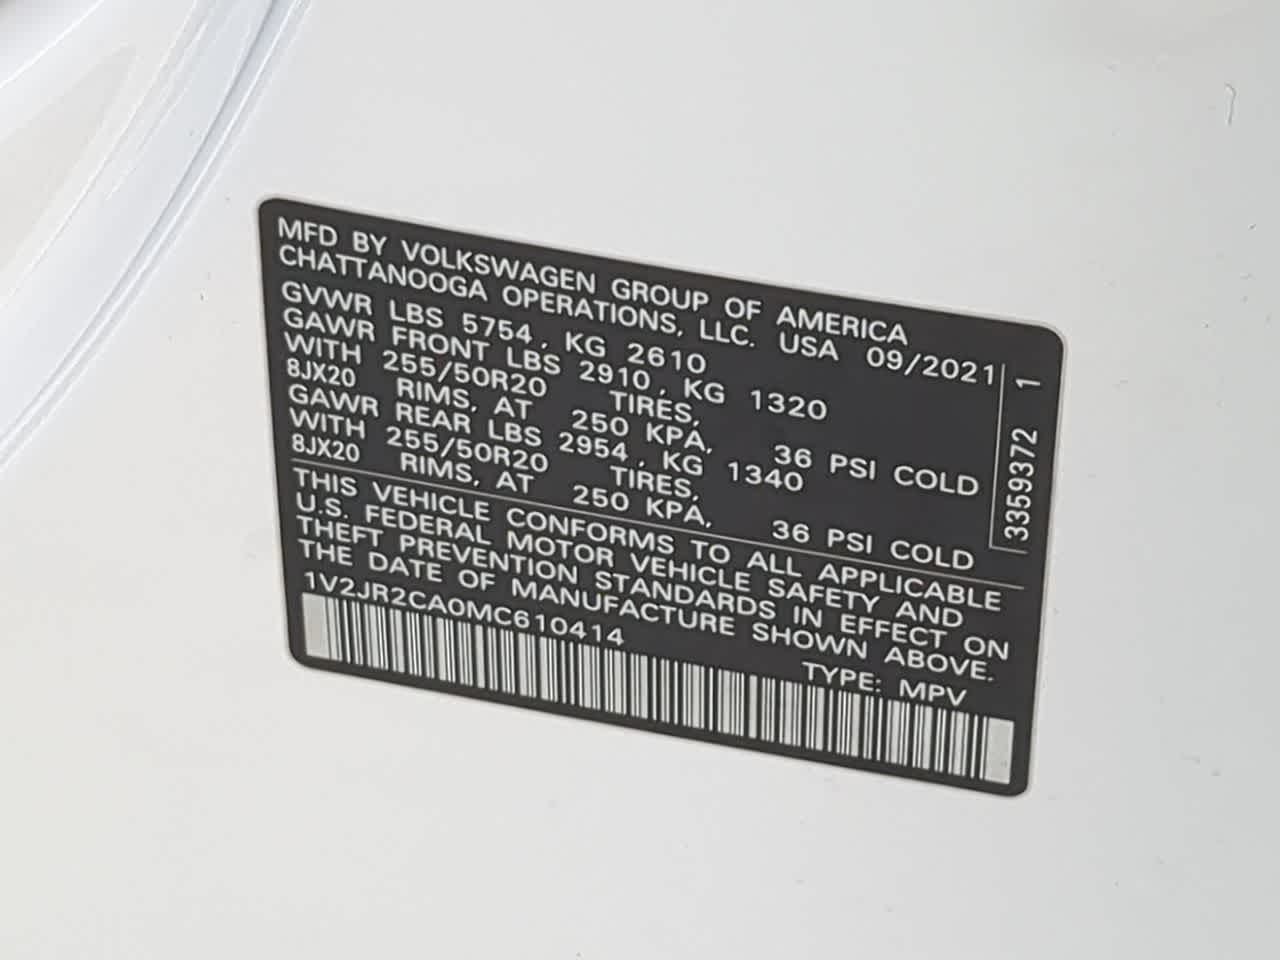 MFD BY VOLKSWAGEN GROUP OF AMERICA
CHATTANOOGA OPERATIONS, LLC. USA 09/2021
GVWR LBS 5754, KG 2610
GAWR FRONT LBS 2910, KG 1320
WITH 255/50R20 TIRES,
8JX20 RIMS, AT 250 KPA, 36 PSI COLD
GAWR REAR LBS 2954, KG 1340
WITH 255/50R20 TIRES,
8JX20 RIMS, AT 250 KPA, 36 PSI COLD
THIS VEHICLE CONFORMS TO ALL APPLICABLE
U.S. FEDERAL MOTOR VEHICLE SAFETY AND
THEFT PREVENTION STANDARDS IN EFFECT ON
THE DATE OF MANUFACTURE SHOWN ABOVE.
1V2JR2CA0MC610414
TYPE: MPV
3359372 1